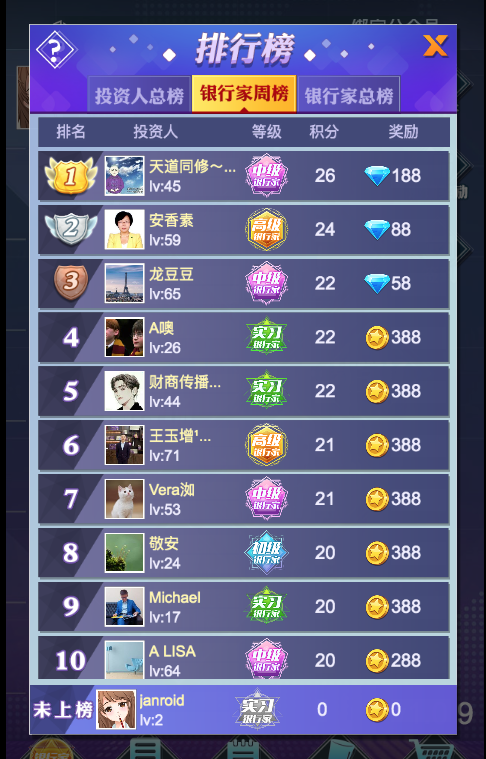 排行榜
投资人总榜 银行家周榜 银行家总榜
排名 投资人 等级 积分 奖励
1 天道同修～... lv:45 中级 银行家 26 188
2 安香素 lv:59 高级 银行家 24 88
3 龙豆豆 lv:65 中级 银行家 22 58
4 A噢 lv:26 实习 银行家 22 388
5 财商传播... lv:44 实习 银行家 22 388
6 王玉增¹... lv:71 高级 银行家 21 388
7 Vera洳 lv:53 中级 银行家 21 388
8 敬安 lv:24 初级 银行家 20 388
9 Michael lv:17 实习 银行家 20 388
10 A LISA lv:64 中级 银行家 20 288
未上榜 janroid lv:2 实习 银行家 0 0
9